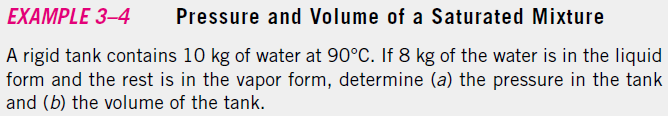 EXAMPLE 3–4 Pressure and Volume of a Saturated Mixture
A rigid tank contains 10 kg of water at 90°C. If 8 kg of the water is in the liquid
form and the rest is in the vapor form, determine (a) the pressure in the tank
and (b) the volume of the tank.